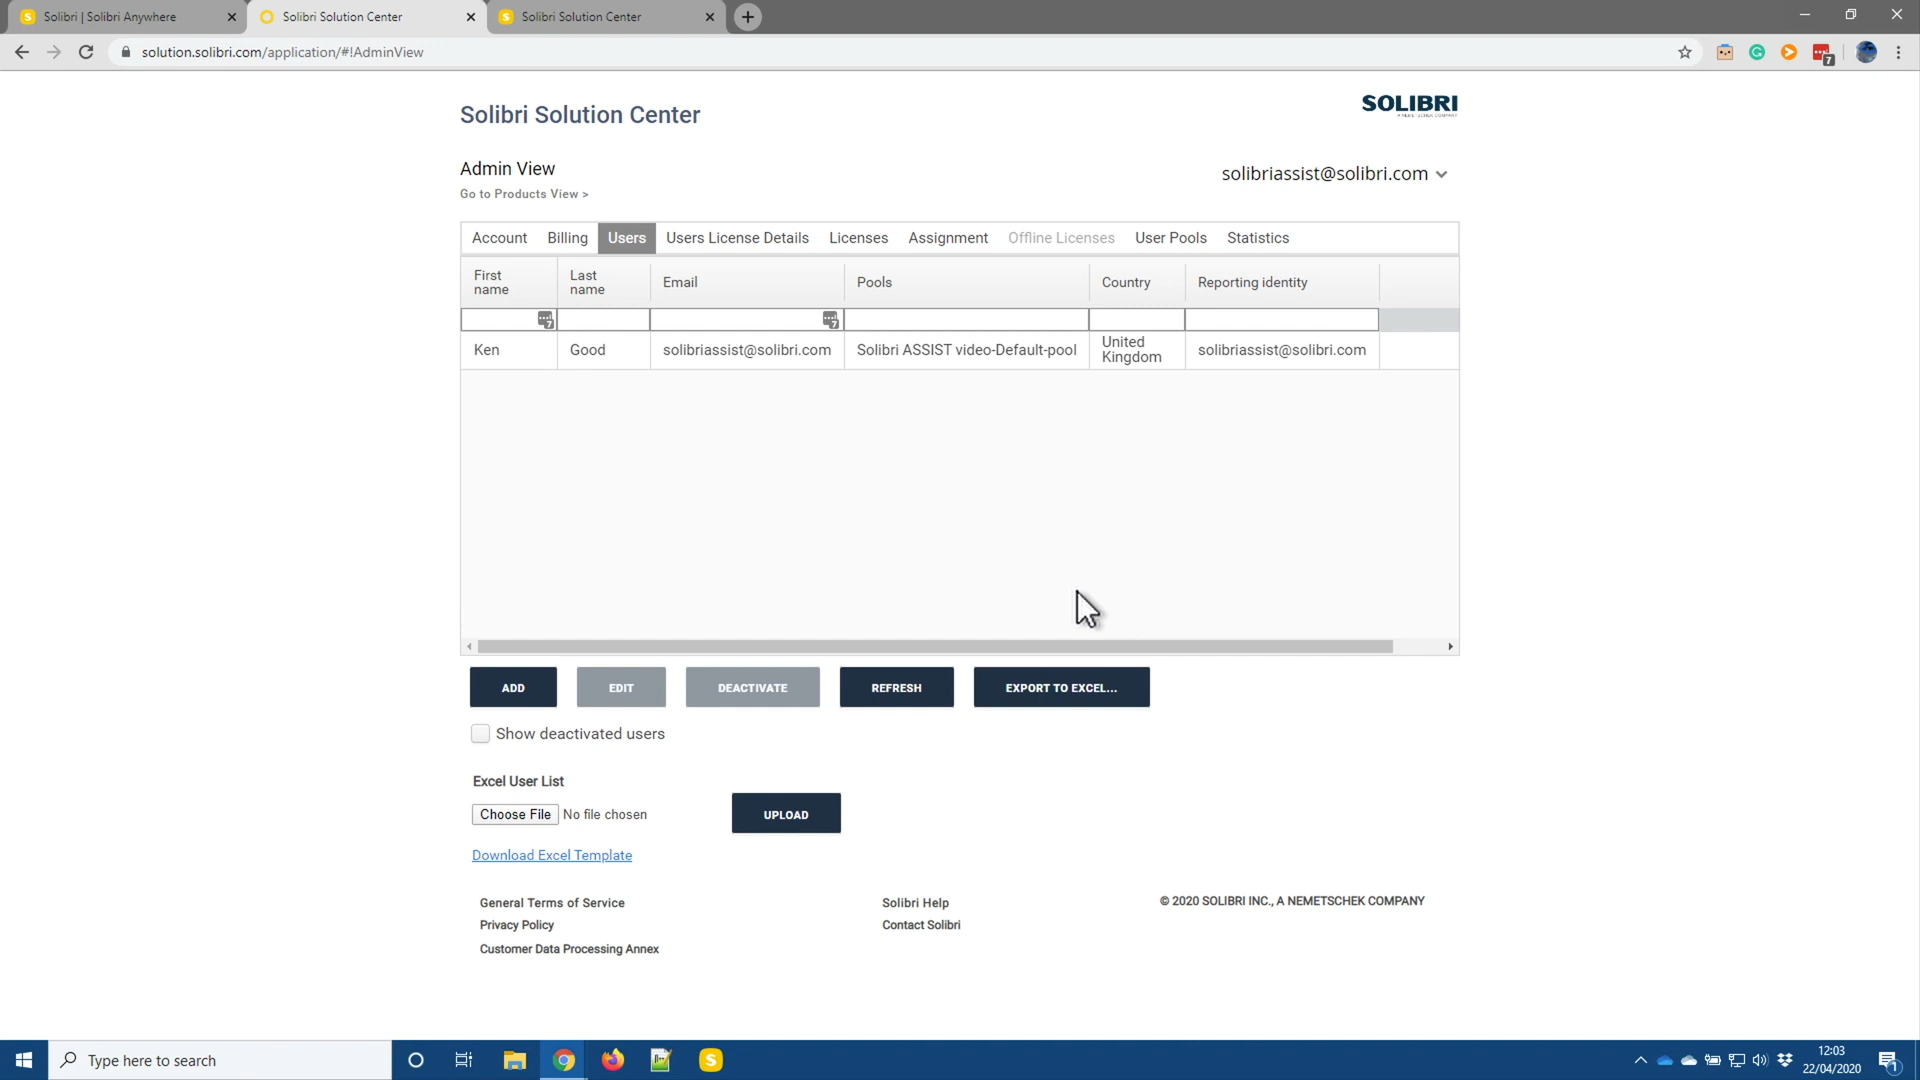 Solibri | Solibri Anywhere
Solibri Solution Center
Solibri Solution Center
solution.solibri.com/application/#!AdminView
7
Solibri Solution Center
SOLIBRI
A NEMETSCHEK COMPANY
Admin View
Go to Products View >
solibriassist@solibri.com
Account Billing Users Users License Details Licenses Assignment Offline Licenses User Pools Statistics
First name Last name Email Pools Country Reporting identity
7 7
Ken Good solibriassist@solibri.com Solibri ASSIST video-Default-pool United Kingdom solibriassist@solibri.com
ADD EDIT DEACTIVATE REFRESH EXPORT TO EXCEL...
Show deactivated users
Excel User List
Choose File No file chosen UPLOAD
Download Excel Template
General Terms of Service
Privacy Policy
Customer Data Processing Annex
Solibri Help
Contact Solibri
© 2020 SOLIBRI INC., A NEMETSCHEK COMPANY
Type here to search
12:03
22/04/2020
1